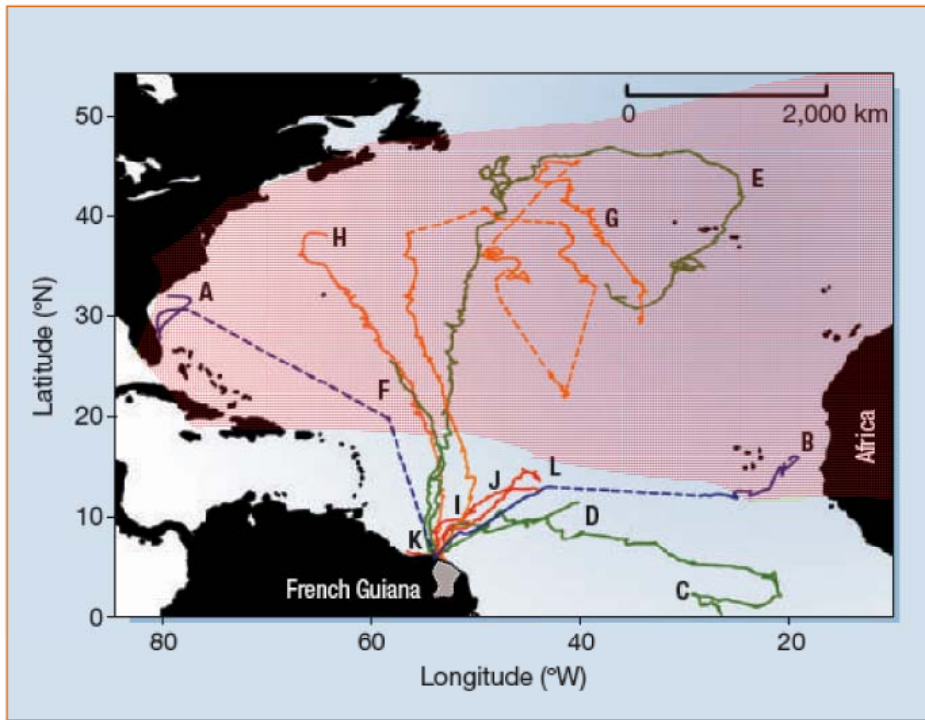 50
40
30
20
10
0
80
60
40
20
Latitude (°N)
Longitude (°W)
0 2,000 km
E
G
H
A
F
B
Africa
L
J
I
D
K
French Guiana
C